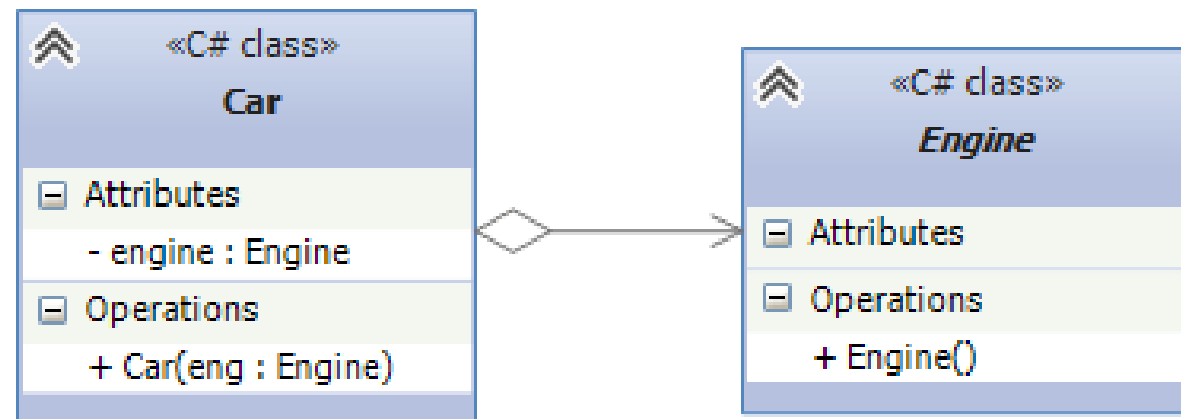 «C# class»
Car
Attributes
- engine : Engine
Operations
+ Car(eng : Engine)
«C# class»
Engine
Attributes
Operations
+ Engine()